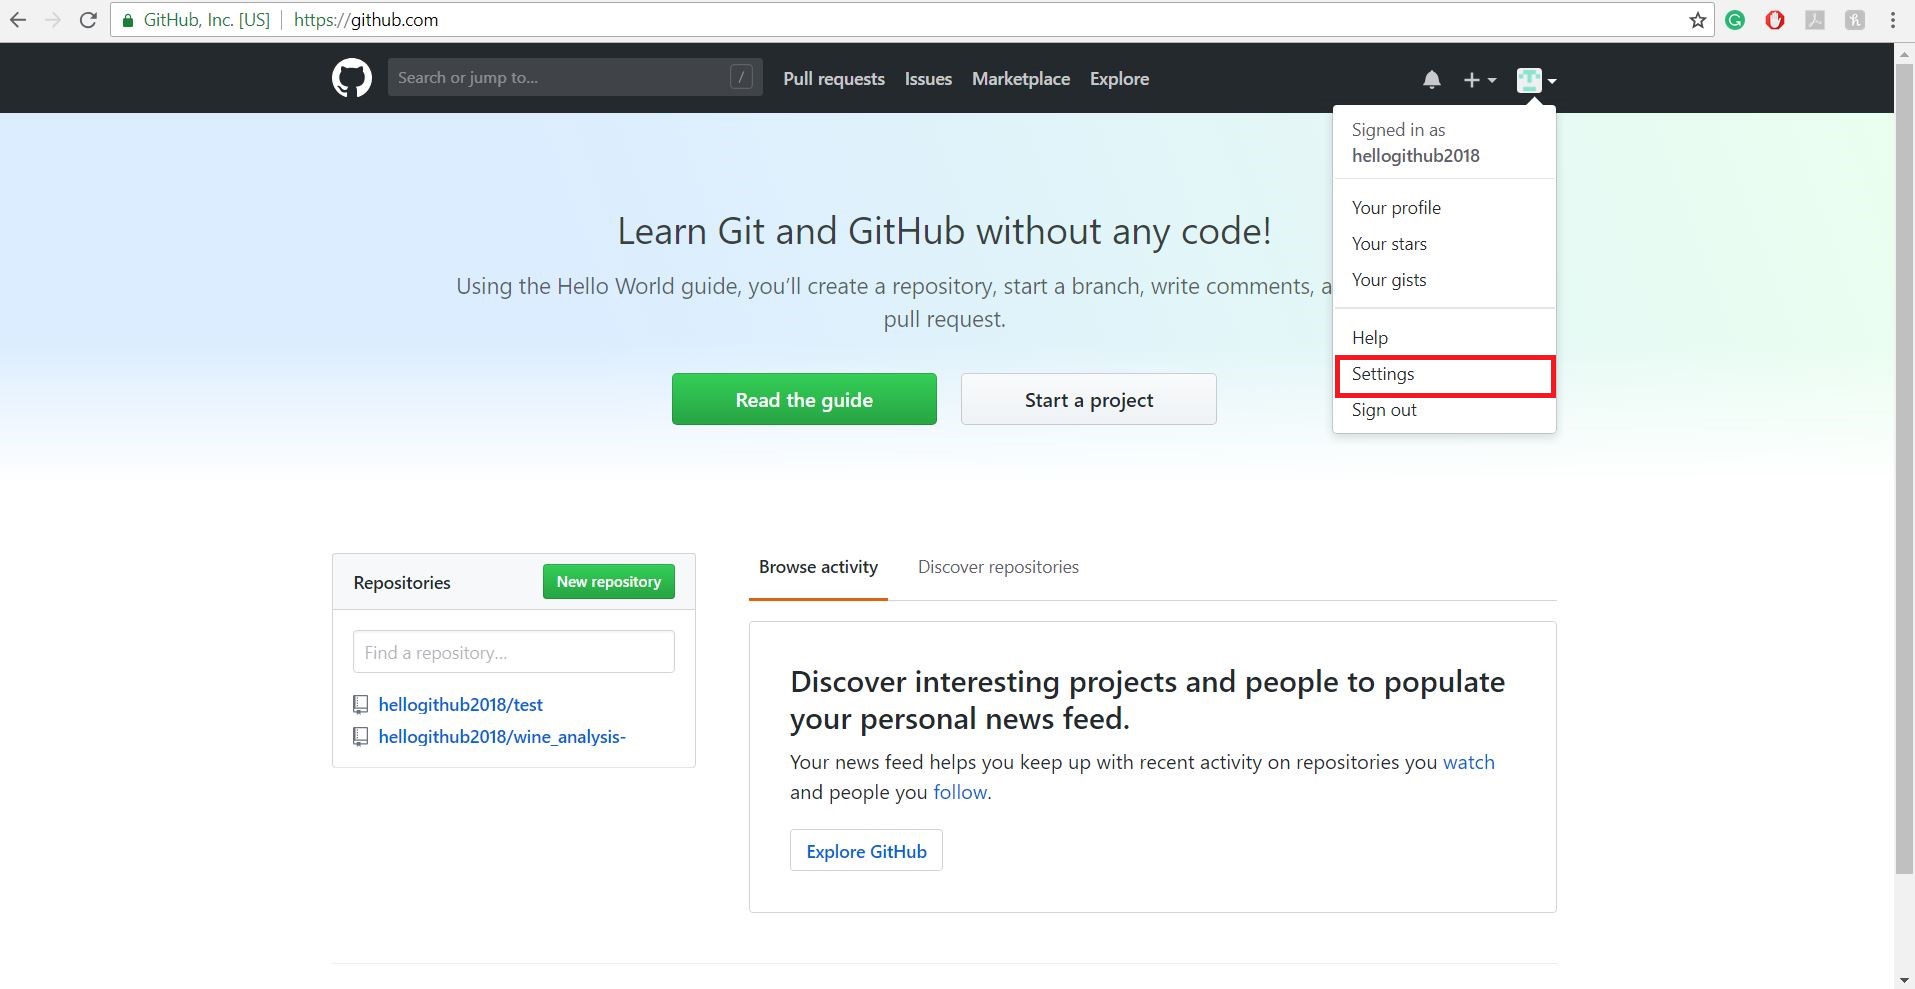 GitHub, Inc. [US] | https://github.com
Search or jump to... /
Pull requests Issues Marketplace Explore
Signed in as
hellogithub2018
Your profile
Your stars
Your gists
Help
Settings
Sign out
Learn Git and GitHub without any code!
Using the Hello World guide, you’ll create a repository, start a branch, write comments, a
pull request.
Read the guide
Start a project
Repositories
New repository
Find a repository...
hellogithub2018/test
hellogithub2018/wine_analysis-
Browse activity
Discover repositories
Discover interesting projects and people to populate
your personal news feed.
Your news feed helps you keep up with recent activity on repositories you watch
and people you follow.
Explore GitHub